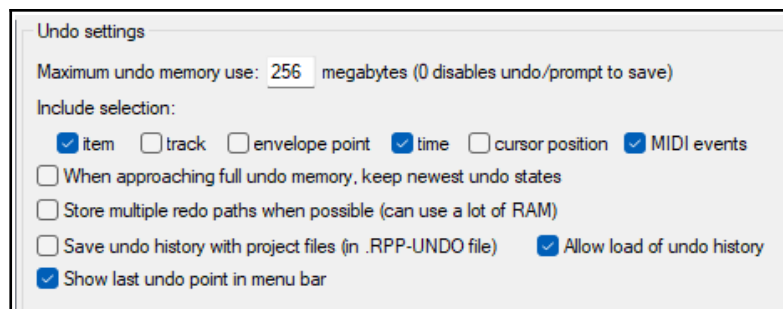 Undo settings
Maximum undo memory use: 256 megabytes (0 disables undo/prompt to save)
Include selection:
item track envelope point time cursor position MIDI events
When approaching full undo memory, keep newest undo states
Store multiple redo paths when possible (can use a lot of RAM)
Save undo history with project files (in .RPP-UNDO file) Allow load of undo history
Show last undo point in menu bar